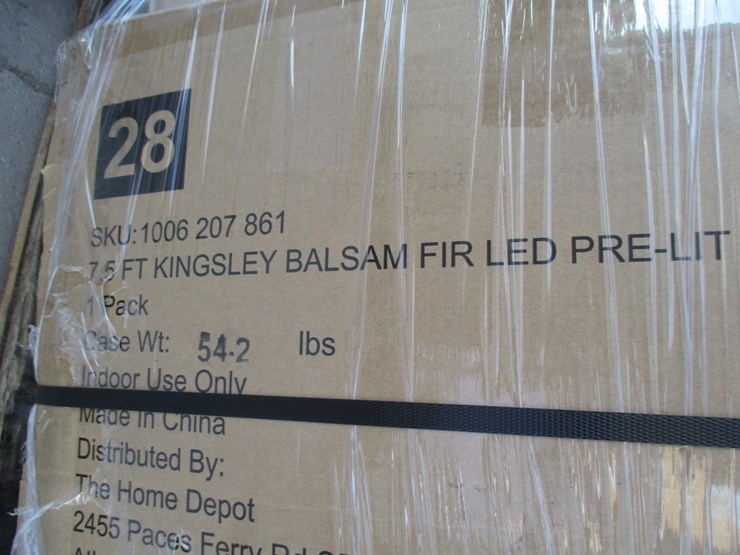 28
SKU:1006 207 861
7.5 FT KINGSLEY BALSAM FIR LED PRE-LIT
1 Pack
Case Wt: 54.2 lbs
Indoor Use Only
Made in China
Distributed By:
The Home Depot
2455 Paces Ferry Rd